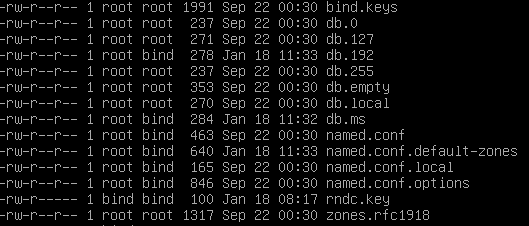 -rw-r--r-- 1 root root 1991 Sep 22 00:30 bind.keys
-rw-r--r-- 1 root root  237 Sep 22 00:30 db.0
-rw-r--r-- 1 root root  271 Sep 22 00:30 db.127
-rw-r--r-- 1 root bind  278 Jan 18 11:33 db.192
-rw-r--r-- 1 root root  237 Sep 22 00:30 db.255
-rw-r--r-- 1 root root  353 Sep 22 00:30 db.empty
-rw-r--r-- 1 root root  270 Sep 22 00:30 db.local
-rw-r--r-- 1 root bind  284 Jan 18 11:32 db.ms
-rw-r--r-- 1 root bind  463 Sep 22 00:30 named.conf
-rw-r--r-- 1 root bind  640 Jan 18 11:33 named.conf.default-zones
-rw-r--r-- 1 root bind  165 Sep 22 00:30 named.conf.local
-rw-r--r-- 1 root bind  846 Sep 22 00:30 named.conf.options
-rw-r----- 1 bind bind  100 Jan 18 08:17 rndc.key
-rw-r--r-- 1 root root 1317 Sep 22 00:30 zones.rfc1918